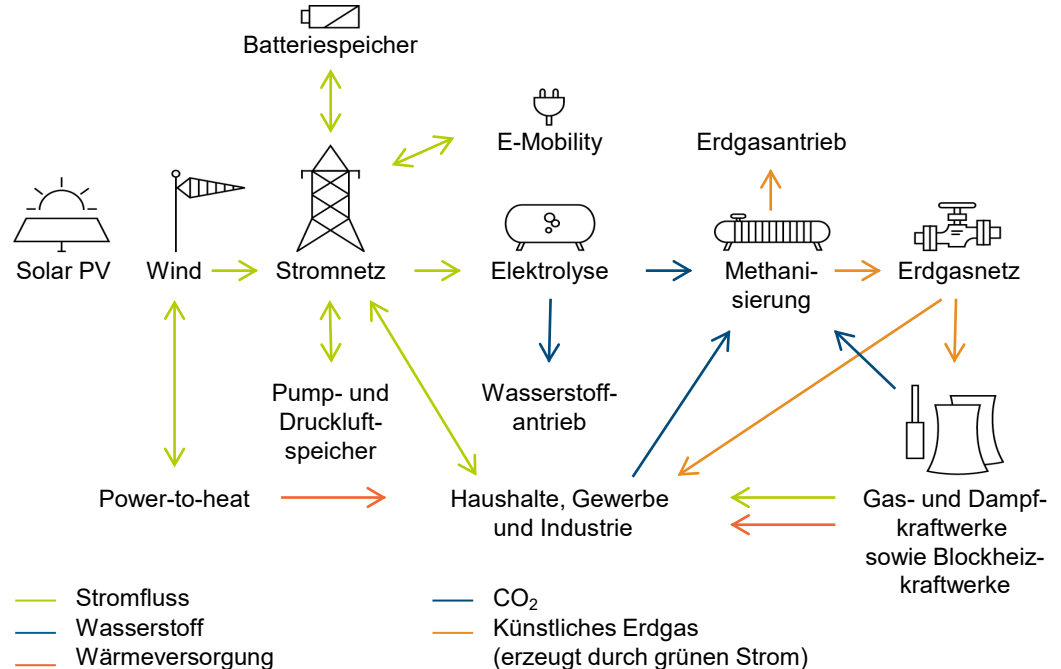 Batteriespeicher
E-Mobility
Erdgasantrieb
Solar PV
Wind
Stromnetz
Elektrolyse
Methani-
sierung
Erdgasnetz
Pump- und
Druckluft-
speicher
Wasserstoff-
antrieb
Power-to-heat
Haushalte, Gewerbe
und Industrie
Gas- und Dampf-
kraftwerke
sowie Blockheiz-
kraftwerke
Stromfluss
Wasserstoff
Wärmeversorgung
CO₂
Künstliches Erdgas
(erzeugt durch grünen Strom)